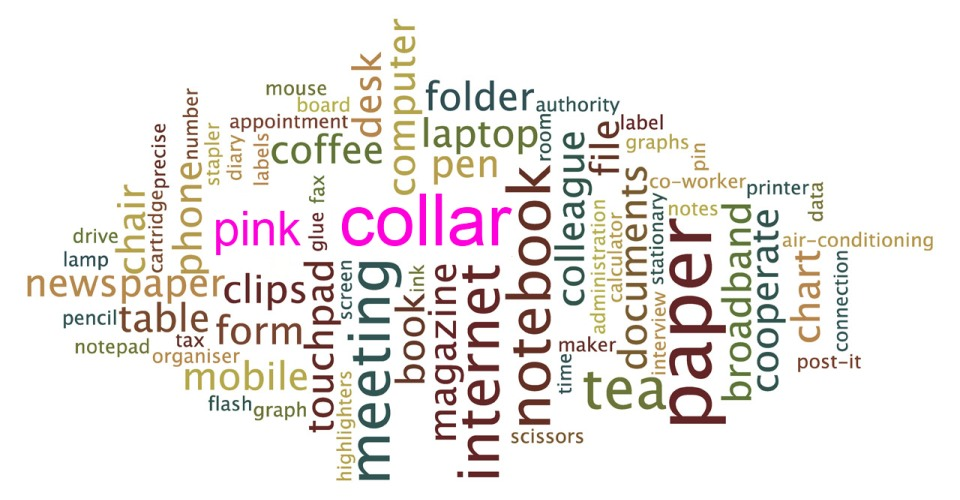 mouse
board
appointment
desk
computer
folder
authority
laptop
room
pen
coffee
labels
diary
stapler
number
precise
cartridge
phone
chair
fax
glue
pink collar
colleague
file
label
graphs
pin
co-worker
printer
data
documents
stationary
notes
administration
calculator
notebook
paper
broadband
cooperate
air-conditioning
chart
connection
post-it
drive
lamp
newspaper
clips
pencil
table
form
tax
notepad
organiser
mobile
flash
graph
touchpad
screen
highlighters
meeting
ink
book
magazine
internet
time
maker
interview
tea
scissors